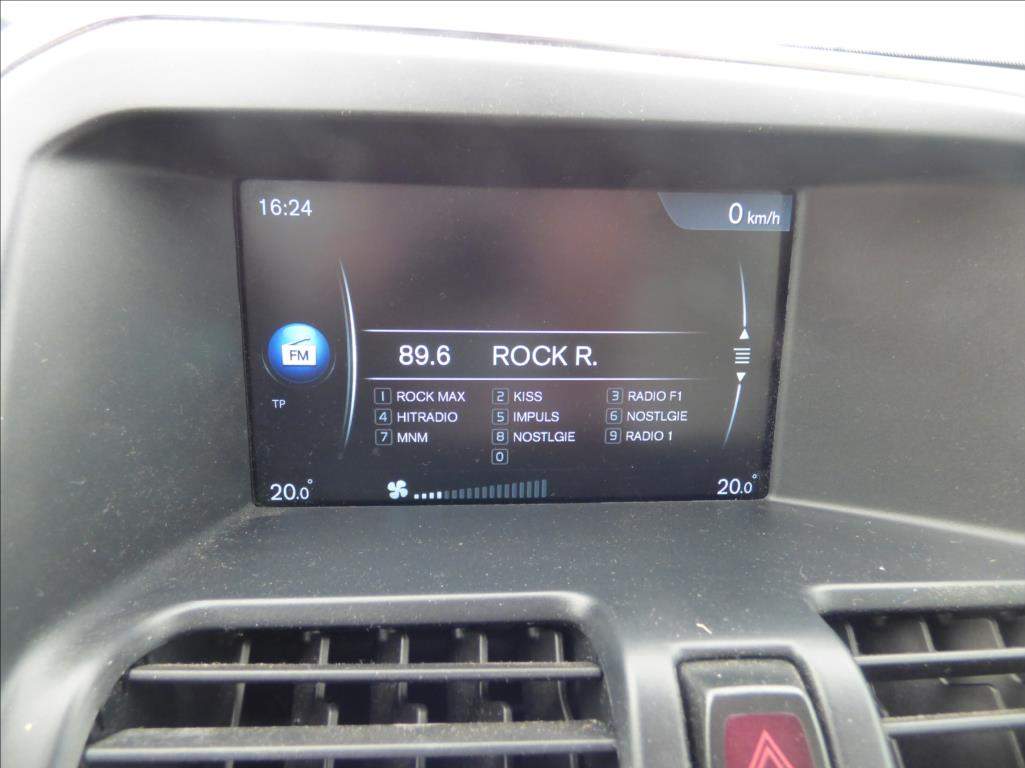 16:24
0 km/h
FM
89.6 ROCK R.
TP
1 ROCK MAX 2 KISS 3 RADIO F1
4 HITRADIO 5 IMPULS 6 NOSTLGIE
7 MNM 8 NOSTLGIE 9 RADIO 1
0
20.0° 20.0°